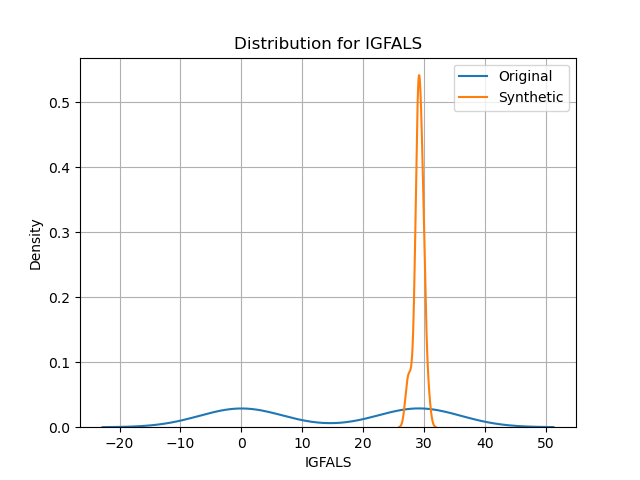 Distribution for IGFALS
Original
Synthetic
Density
0.5
0.4
0.3
0.2
0.1
0.0
−20 −10 0 10 20 30 40 50
IGFALS